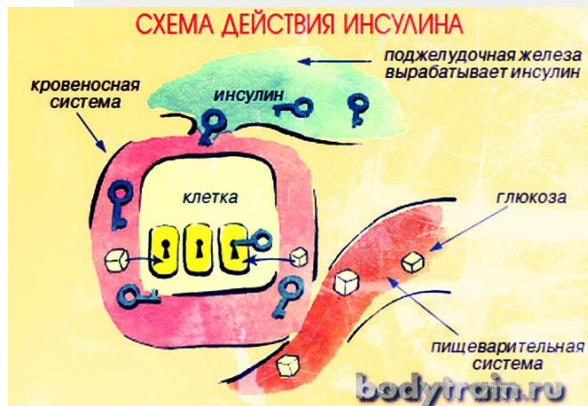 СХЕМА ДЕЙСТВИЯ ИНСУЛИНА
поджелудочная железа
вырабатывает инсулин
кровеносная
система
инсулин
клетка
глюкоза
пищеварительная
система
bodytrain.ru